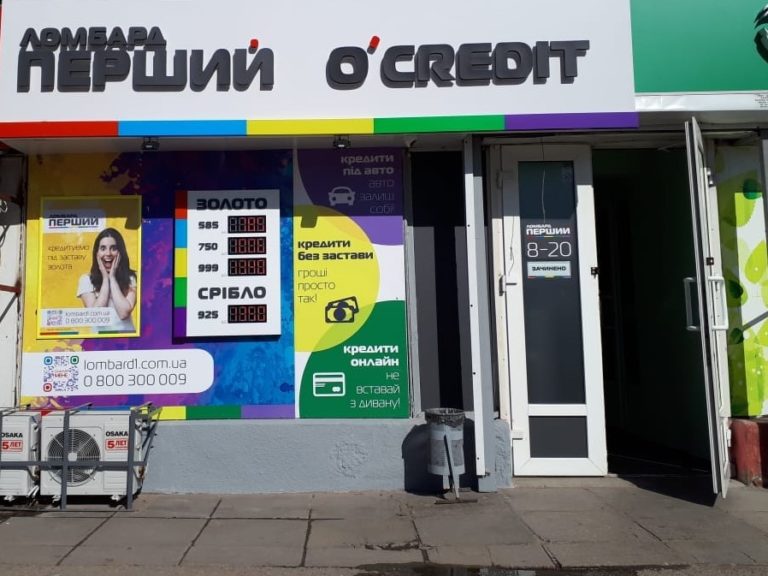 ЛОМБАРД
ПЕРШИЙ
O'CREDIT
ЛОМБАРД
ПЕРШИЙ
кредитуємо
під заставу
золота
lombard1.com.ua
0 800 300 009
ЗОЛОТО
585
750
999
СРІБЛО
925
кредити
під авто
авто
залиш
собі!
кредити
без застави
гроші
просто
так!
кредити
онлайн
не
вставай
з дивану!
lombard1.com.ua
0 800 300 009
ЛОМБАРД
ПЕРШИЙ
8-20
ЗАЧИНЕНО
OSAKA
5 ЛЕТ
OSAKA
5 ЛЕТ